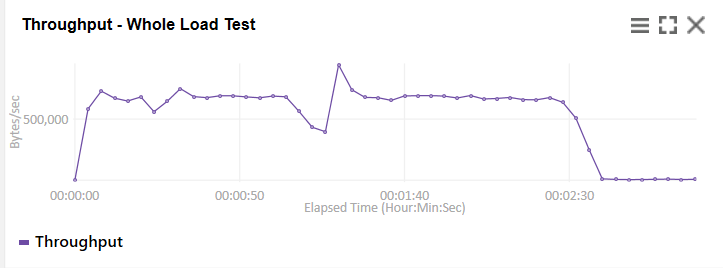 Throughput - Whole Load Test
Bytes/sec
500,000
00:00:00 00:00:50 00:01:40 00:02:30
Elapsed Time (Hour:Min:Sec)
Throughput